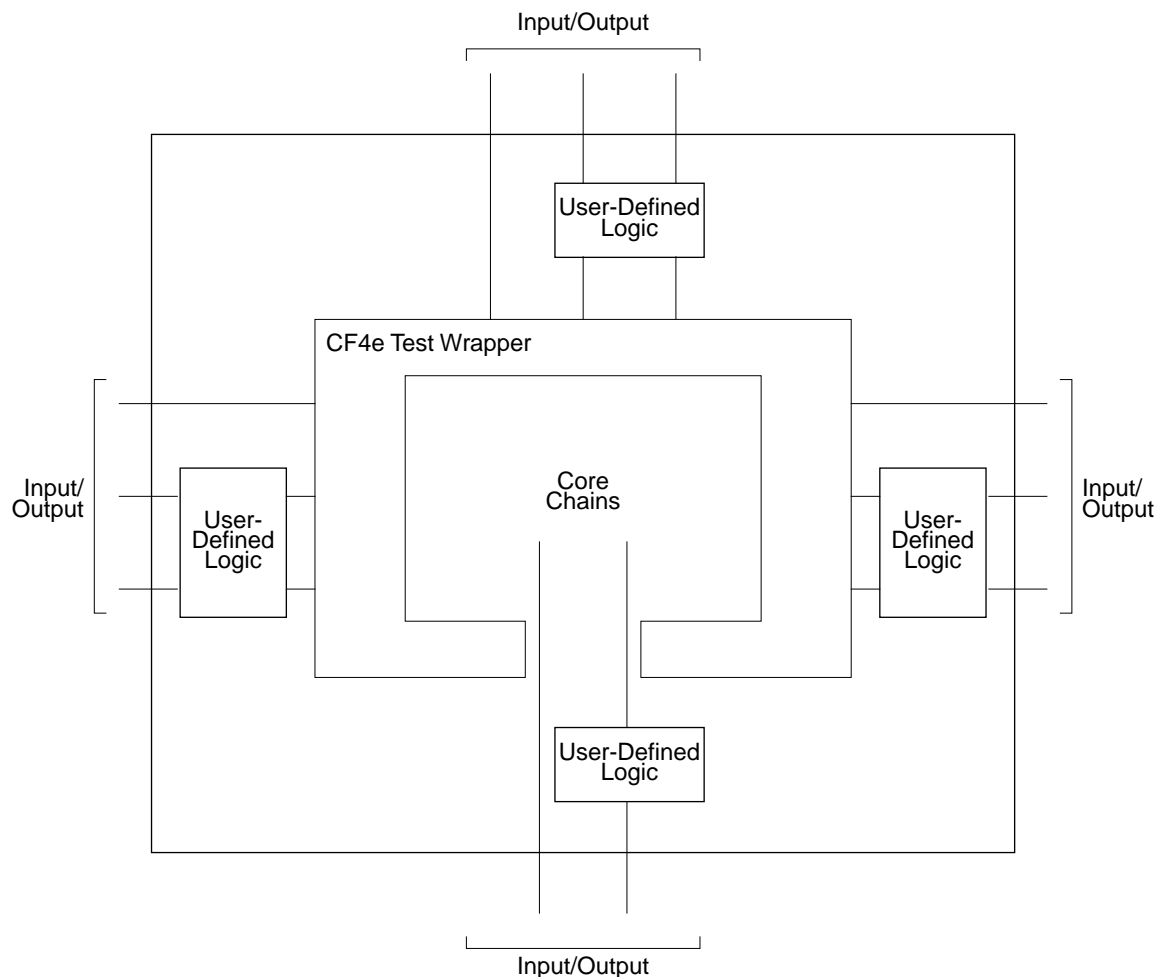 Input/Output
User-Defined
Logic
CF4e Test Wrapper
Input/
Output
User-
Defined
Logic
Core
Chains
User-
Defined
Logic
Input/
Output
User-Defined
Logic
Input/Output